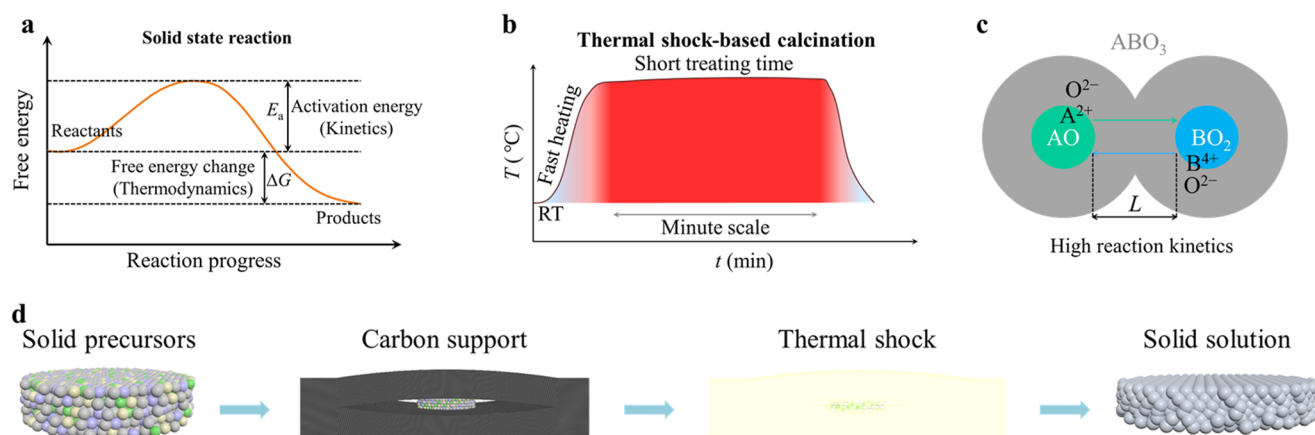 a
Solid state reaction
Free energy
Reactants
Eₐ
Activation energy
(Kinetics)
Free energy change
(Thermodynamics)
ΔG
Products
Reaction progress
b
Thermal shock-based calcination
Short treating time
T (°C)
Fast heating
RT
Minute scale
t (min)
c
ABO₃
O²⁻
A²⁺
AO
BO₂
B⁴⁺
O²⁻
L
High reaction kinetics
d
Solid precursors
Carbon support
Thermal shock
Solid solution